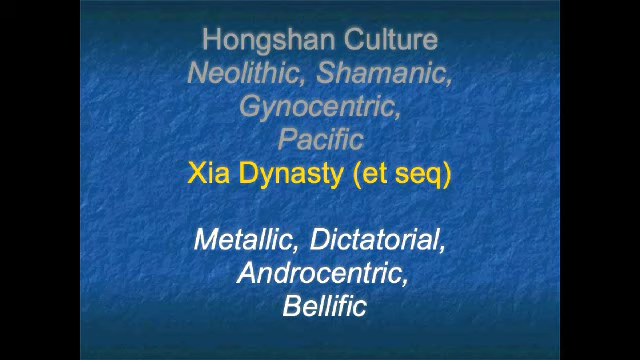 Hongshan Culture
Neolithic, Shamanic,
Gynocentric,
Pacific
Xia Dynasty (et seq)
Metallic, Dictatorial,
Androcentric,
Bellific